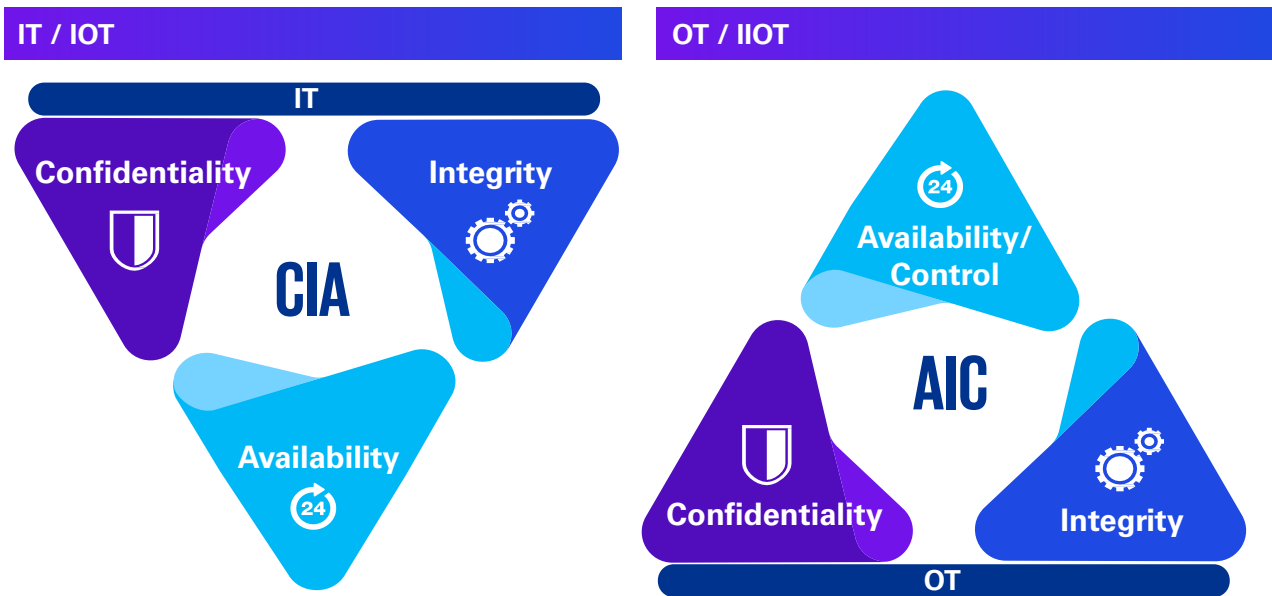 IT / IOT
IT
Confidentiality
Integrity
CIA
Availability
24
OT / IIOT
24
Availability/
Control
AIC
Confidentiality
Integrity
OT